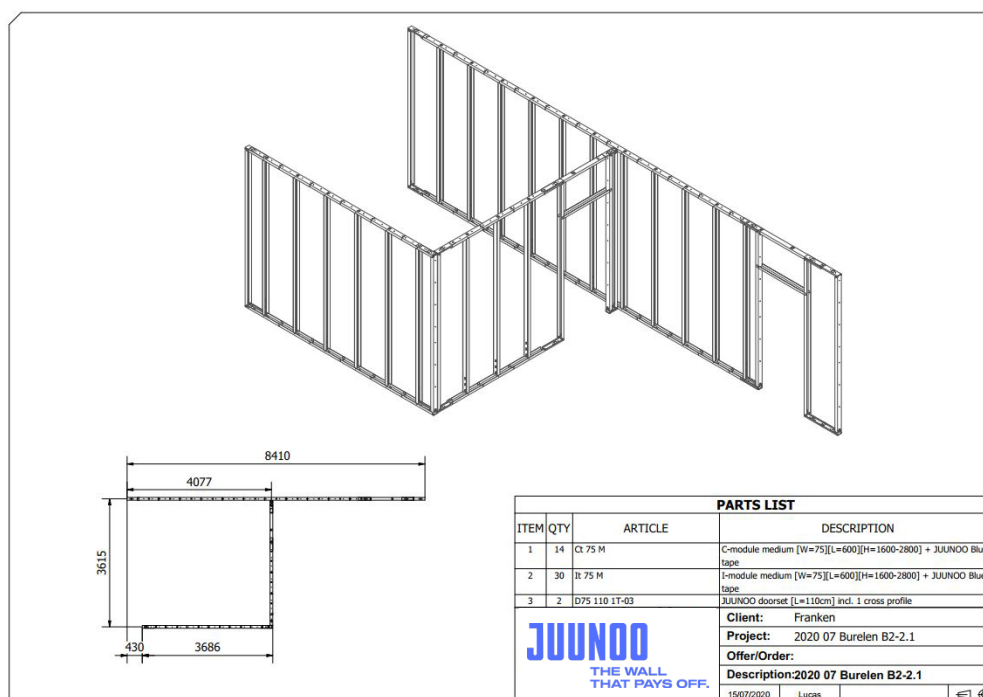 8410
4077
3615
430
3686
PARTS LIST
ITEM QTY ARTICLE DESCRIPTION
1 14 Ct 75 M C-module medium [W=75][L=600][H=1600-2800] + JUUNOO Blu
tape
2 30 It 75 M I-module medium [W=75][L=600][H=1600-2800] + JUUNOO Blue
tape
3 2 D75 110 1T-03 JUUNOO doorset [L=110cm] incl. 1 cross profile
JUUNOO
THE WALL
THAT PAYS OFF.
Client: Franken
Project: 2020 07 Burelen B2-2.1
Offer/Order:
Description:2020 07 Burelen B2-2.1
15/07/2020 Lucas